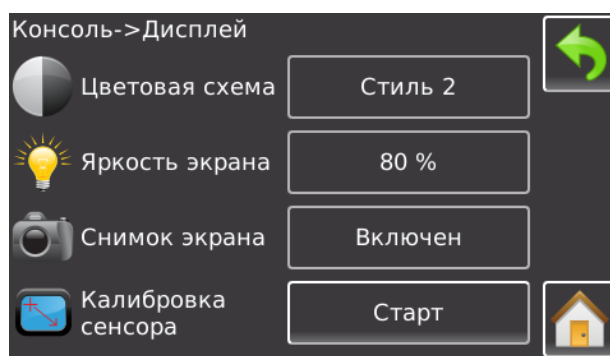 Консоль->Дисплей
Цветовая схема
Стиль 2
Яркость экрана
80 %
Снимок экрана
Включен
Калибровка
сенсора
Старт